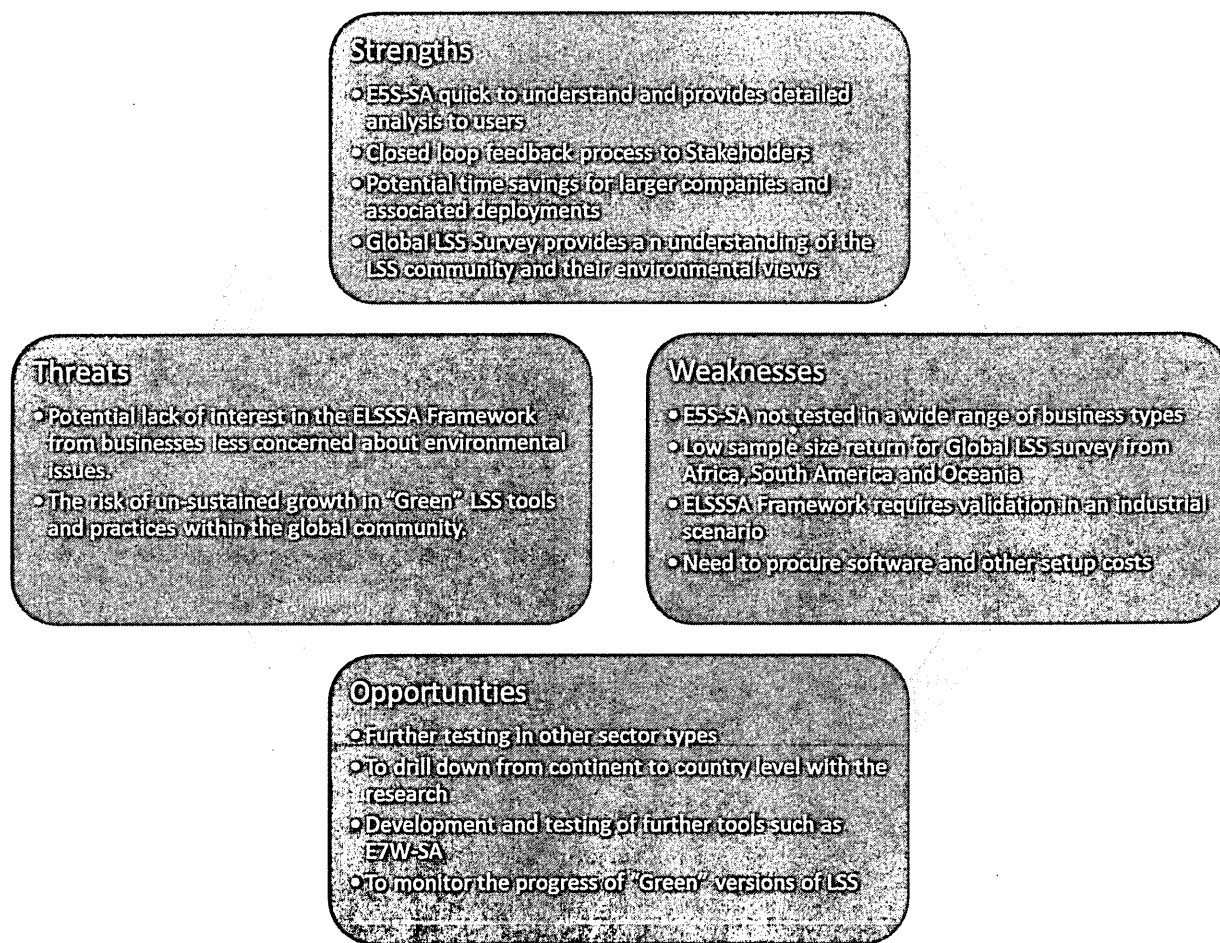 Strengths
• E5S-SA quick to understand and provides detailed
analysis to users
• Closed loop feedback process to Stakeholders
• Potential time savings for larger companies and
associated deployments
• Global LSS Survey provides a n understanding of the
LSS community and their environmental views
Threats
• Potential lack of interest in the ELSSSA Framework
from businesses less concerned about environmental
issues.
• The risk of un-sustained growth in "Green" LSS tools
and practices within the global community.
Weaknesses
• E5S-SA not tested in a wide range of business types
• Low sample size return for Global LSS survey from
Africa, South America and Oceania
• ELSSSA Framework requires validation in an industrial
scenario
• Need to procure software and other setup costs
Opportunities
• Further testing in other sector types
• To drill down from continent to country level with the
research
• Development and testing of further tools such as
E7W-SA
• To monitor the progress of "Green" versions of LSS